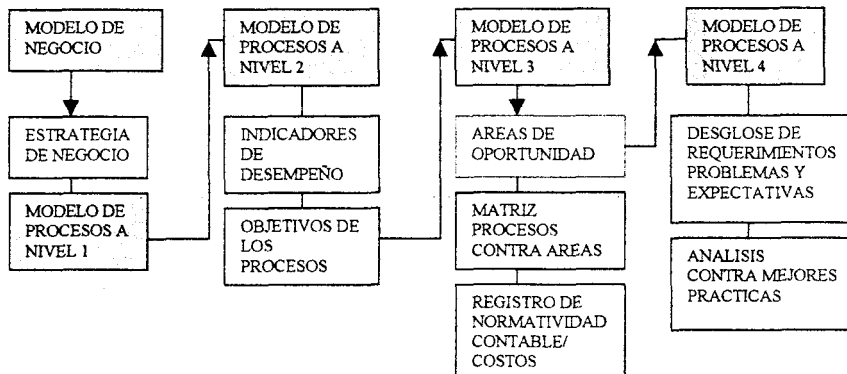 MODELO DE
NEGOCIO
ESTRATEGIA
DE NEGOCIO
MODELO DE
PROCESOS A
NIVEL 1
MODELO DE
PROCESOS A
NIVEL 2
INDICADORES
DE
DESEMPEÑO
OBJETIVOS DE
LOS
PROCESOS
MODELO DE
PROCESOS A
NIVEL 3
AREAS DE
OPORTUNIDAD
MATRIZ
PROCESOS
CONTRA AREAS
REGISTRO DE
NORMATIVIDAD
CONTABLE/
COSTOS
MODELO DE
PROCESOS A
NIVEL 4
DESGLOSE DE
REQUERIMIENTOS
PROBLEMAS Y
EXPECTATIVAS
ANALISIS
CONTRA MEJORES
PRACTICAS